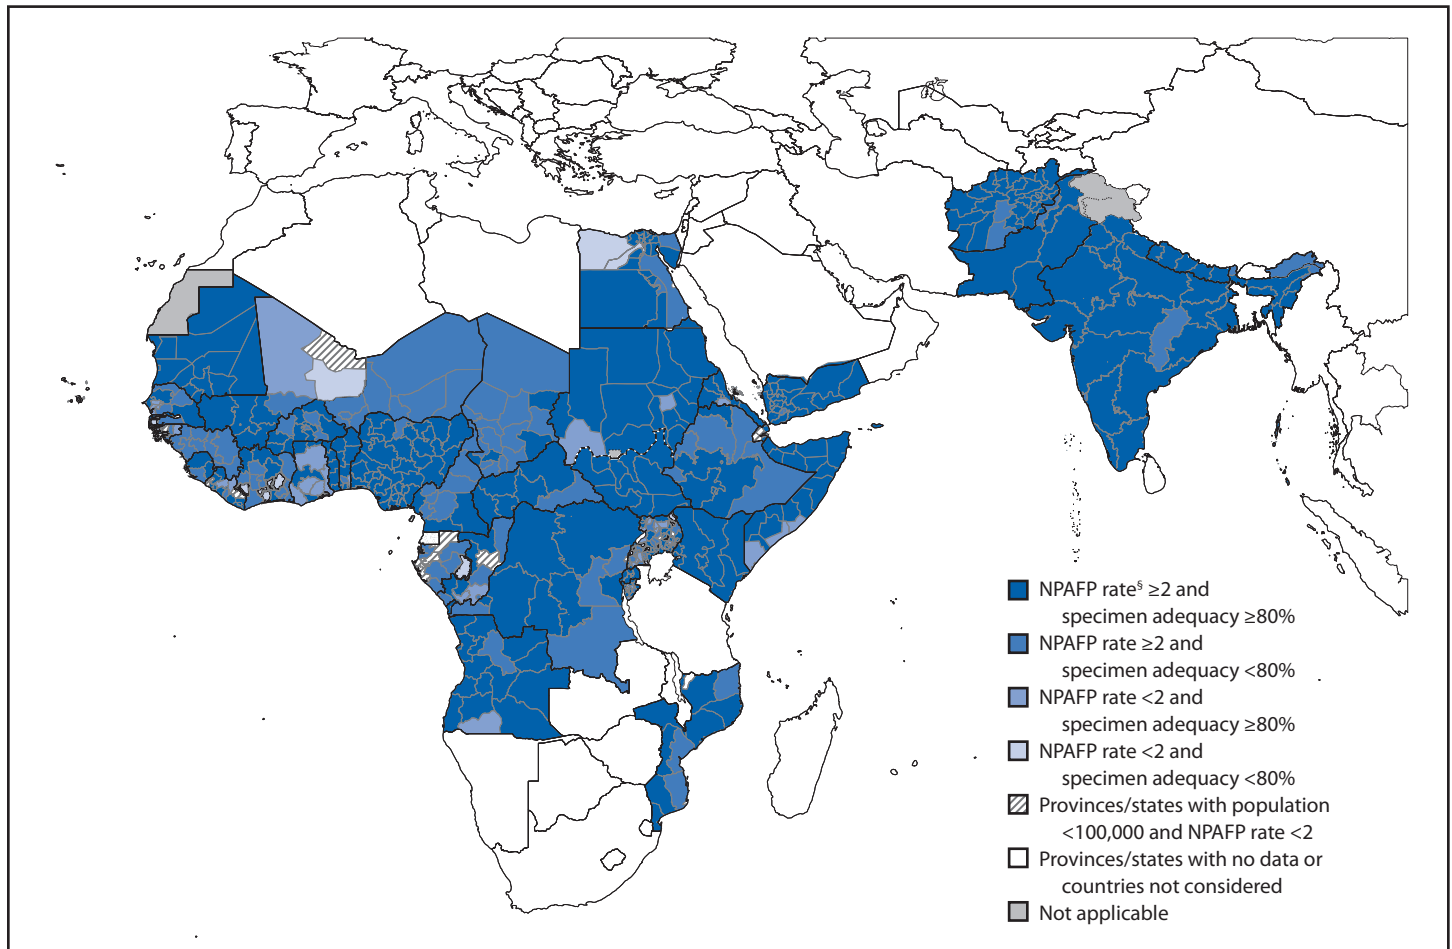 NPAFP rate§ ≥2 and
specimen adequacy ≥80%
NPAFP rate ≥2 and
specimen adequacy <80%
NPAFP rate <2 and
specimen adequacy ≥80%
NPAFP rate <2 and
specimen adequacy <80%
Provinces/states with population
<100,000 and NPAFP rate <2
Provinces/states with no data or
countries not considered
Not applicable